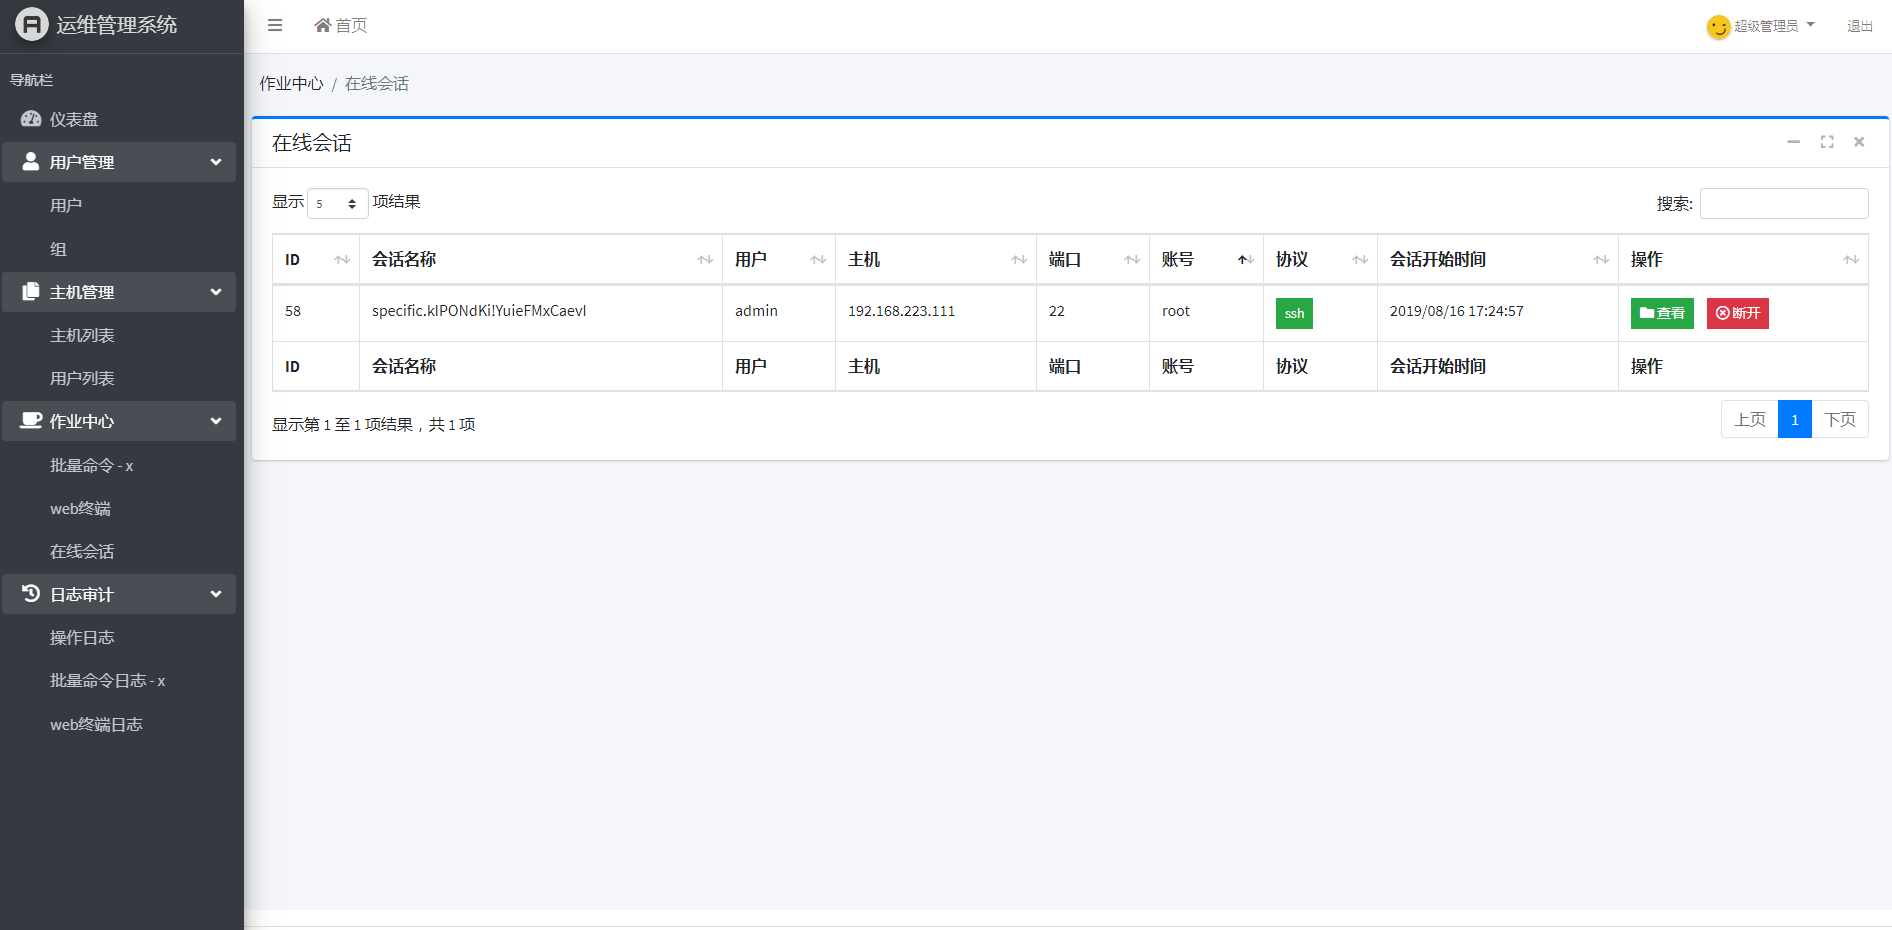 运维管理系统
首页
超级管理员
退出
导航栏
仪表盘
用户管理
用户
组
主机管理
主机列表
用户列表
作业中心
批量命令 - x
web终端
在线会话
日志审计
操作日志
批量命令日志 - x
web终端日志
作业中心 / 在线会话
在线会话
显示 5 项结果
搜索:
ID 会话名称 用户 主机 端口 账号 协议 会话开始时间 操作
58 specific.kIPONdKi!YuieFMxCaevI admin 192.168.223.111 22 root ssh 2019/08/16 17:24:57 查看 断开
ID 会话名称 用户 主机 端口 账号 协议 会话开始时间 操作
显示第 1 至 1 项结果，共 1 项
上页 1 下页